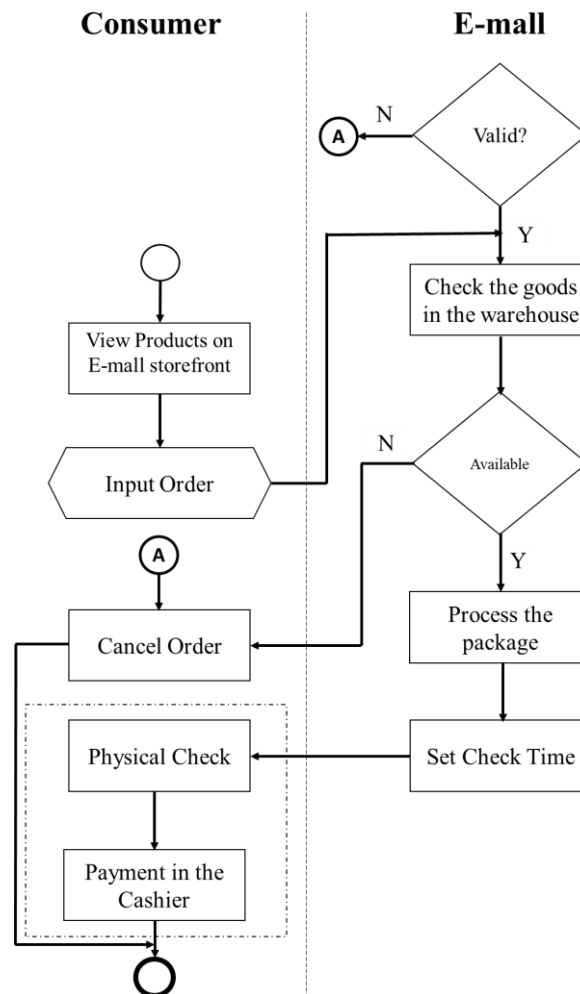 Consumer
E-mall
N
A
Valid?
Y
Check the goods
in the warehouse
View Products on
E-mall storefront
N
Available
Input Order
A
Y
Process the
package
Cancel Order
Physical Check
Set Check Time
Payment in the
Cashier